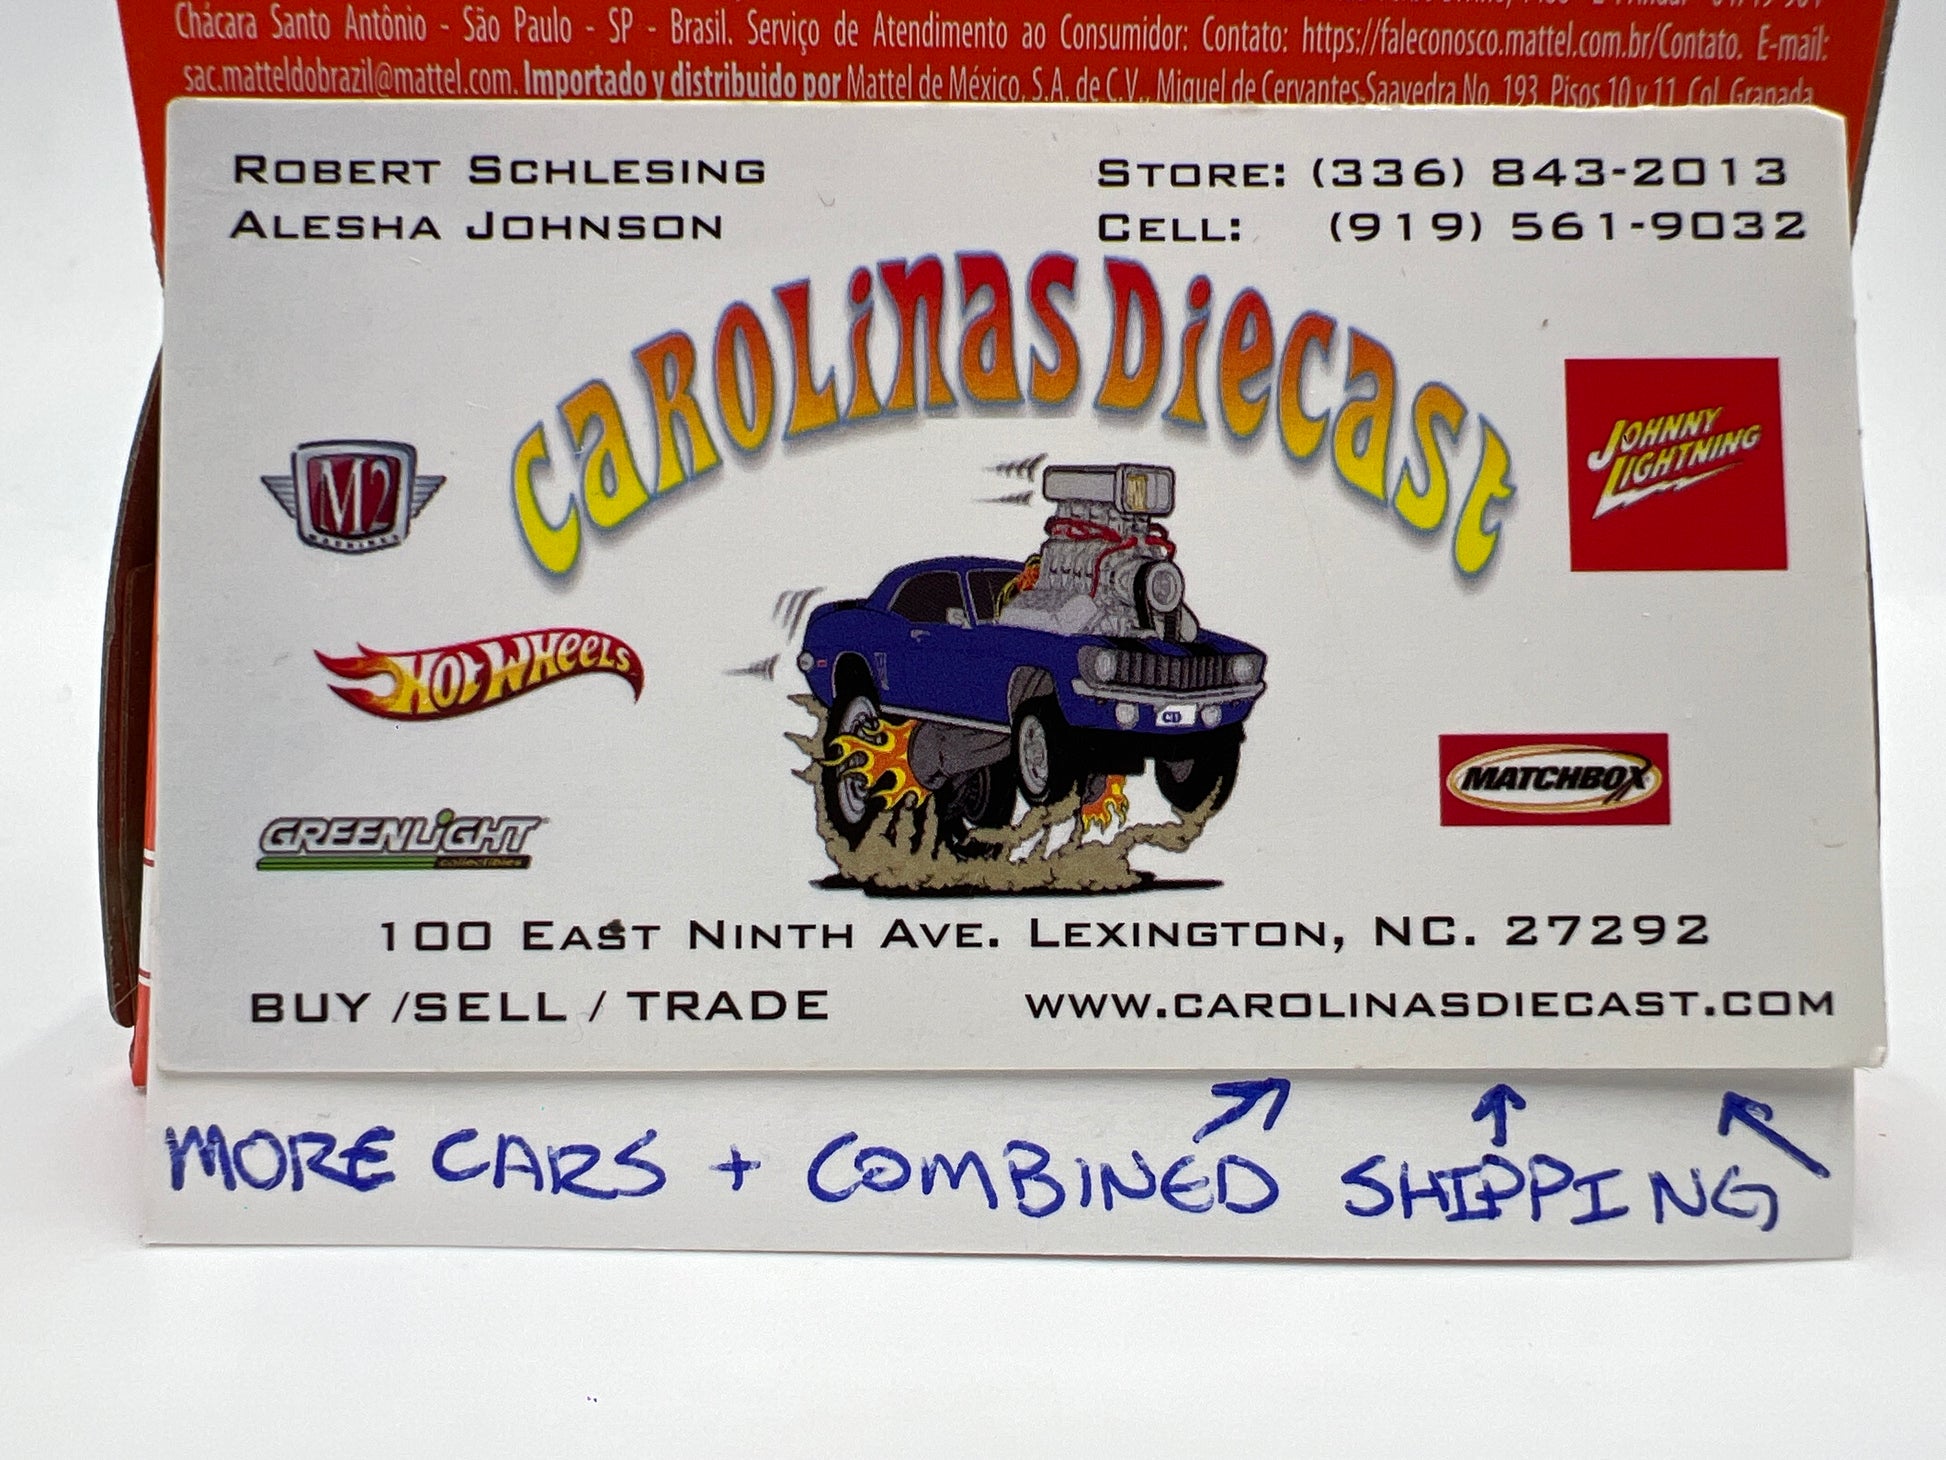 Chácara Santo Antônio - São Paulo - SP - Brasil. Serviço de Atendimento ao Consumidor: Contato: https://faleconosco.mattel.com.br/Contato. E-mail:
sac.matteldobrazil@mattel.com. Importado y distribuido por Mattel de México, S.A. de C.V., Miguel de Cervantes Saavedra No. 193, Pisos 10 y 11, Col. Granada,
ROBERT SCHLESING
STORE: (336) 843-2013
ALESHA JOHNSON
CELL: (919) 561-9032
CAROLINAS DIECAST
M2
MACHINES
JOHNNY
LIGHTNING
HOT WHEELS
MATCHBOX
GREENLIGHT
collectibles
100 EAST NINTH AVE. LEXINGTON, NC. 27292
BUY /SELL / TRADE
WWW.CAROLINASDIECAST.COM
MORE CARS + COMBINED SHIPPING